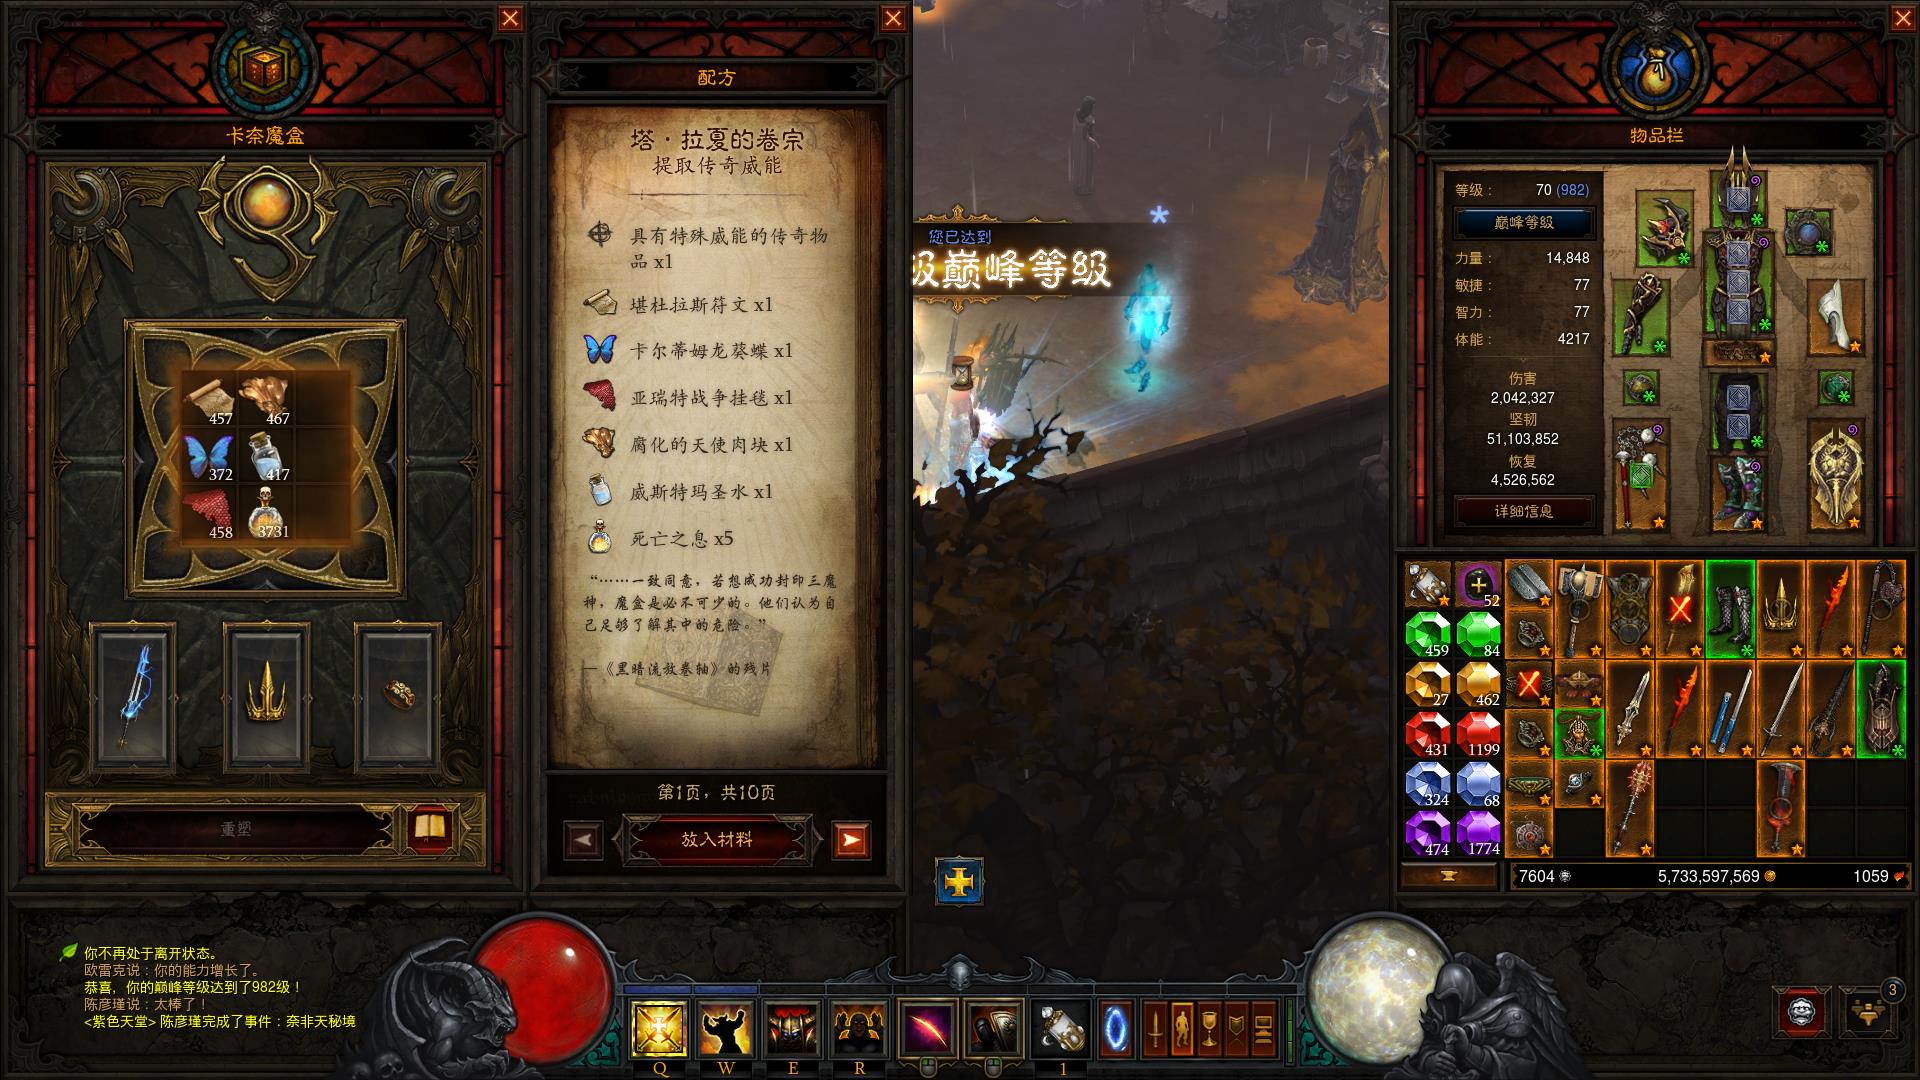 卡奈魔盒
457
467
372
417
458
3731
重塑
配方
塔·拉夏的卷宗
提取传奇威能
具有特殊威能的传奇物
品 x1
堪杜拉斯符文 x1
卡尔蒂姆龙葵蝶 x1
亚瑞特战争挂毯 x1
腐化的天使肉块 x1
威斯特玛圣水 x1
死亡之息 x5
“……一致同意，若想成功封印三魔
神，魔盒是必不可少的。他们认为自
己足够了解其中的危险。”
—《黑暗流放卷轴》的残片
第1页，共10页
放入材料
您已达到
级巅峰等级
物品栏
等级： 70 (982)
巅峰等级
力量： 14,848
敏捷： 77
智力： 77
体能： 4217
伤害
2,042,327
坚韧
51,103,852
恢复
4,526,562
详细信息
52
459
84
27
462
431
1199
324
68
474
1774
7604
5,733,597,569
1059
你不再处于离开状态。
欧雷克说：你的能力增长了。
恭喜，你的巅峰等级达到了982级！
陈彦瑾说：太棒了！
<紫色天堂> 陈彦瑾完成了事件：奈非天秘境
Q
W
E
R
1
3